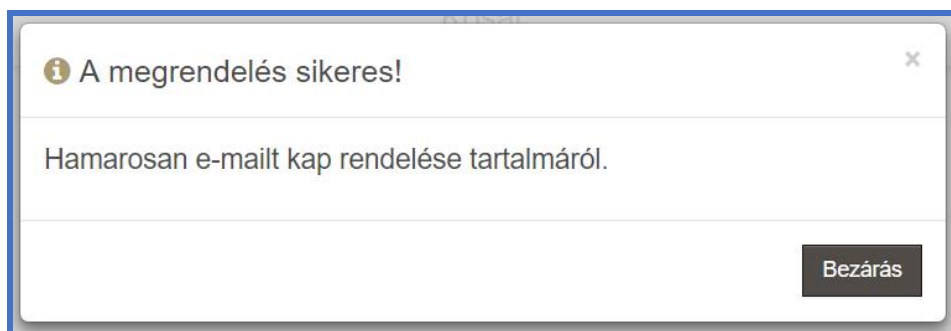 A megrendelés sikeres!
Hamarosan e-mailt kap rendelése tartalmáról.
Bezárás